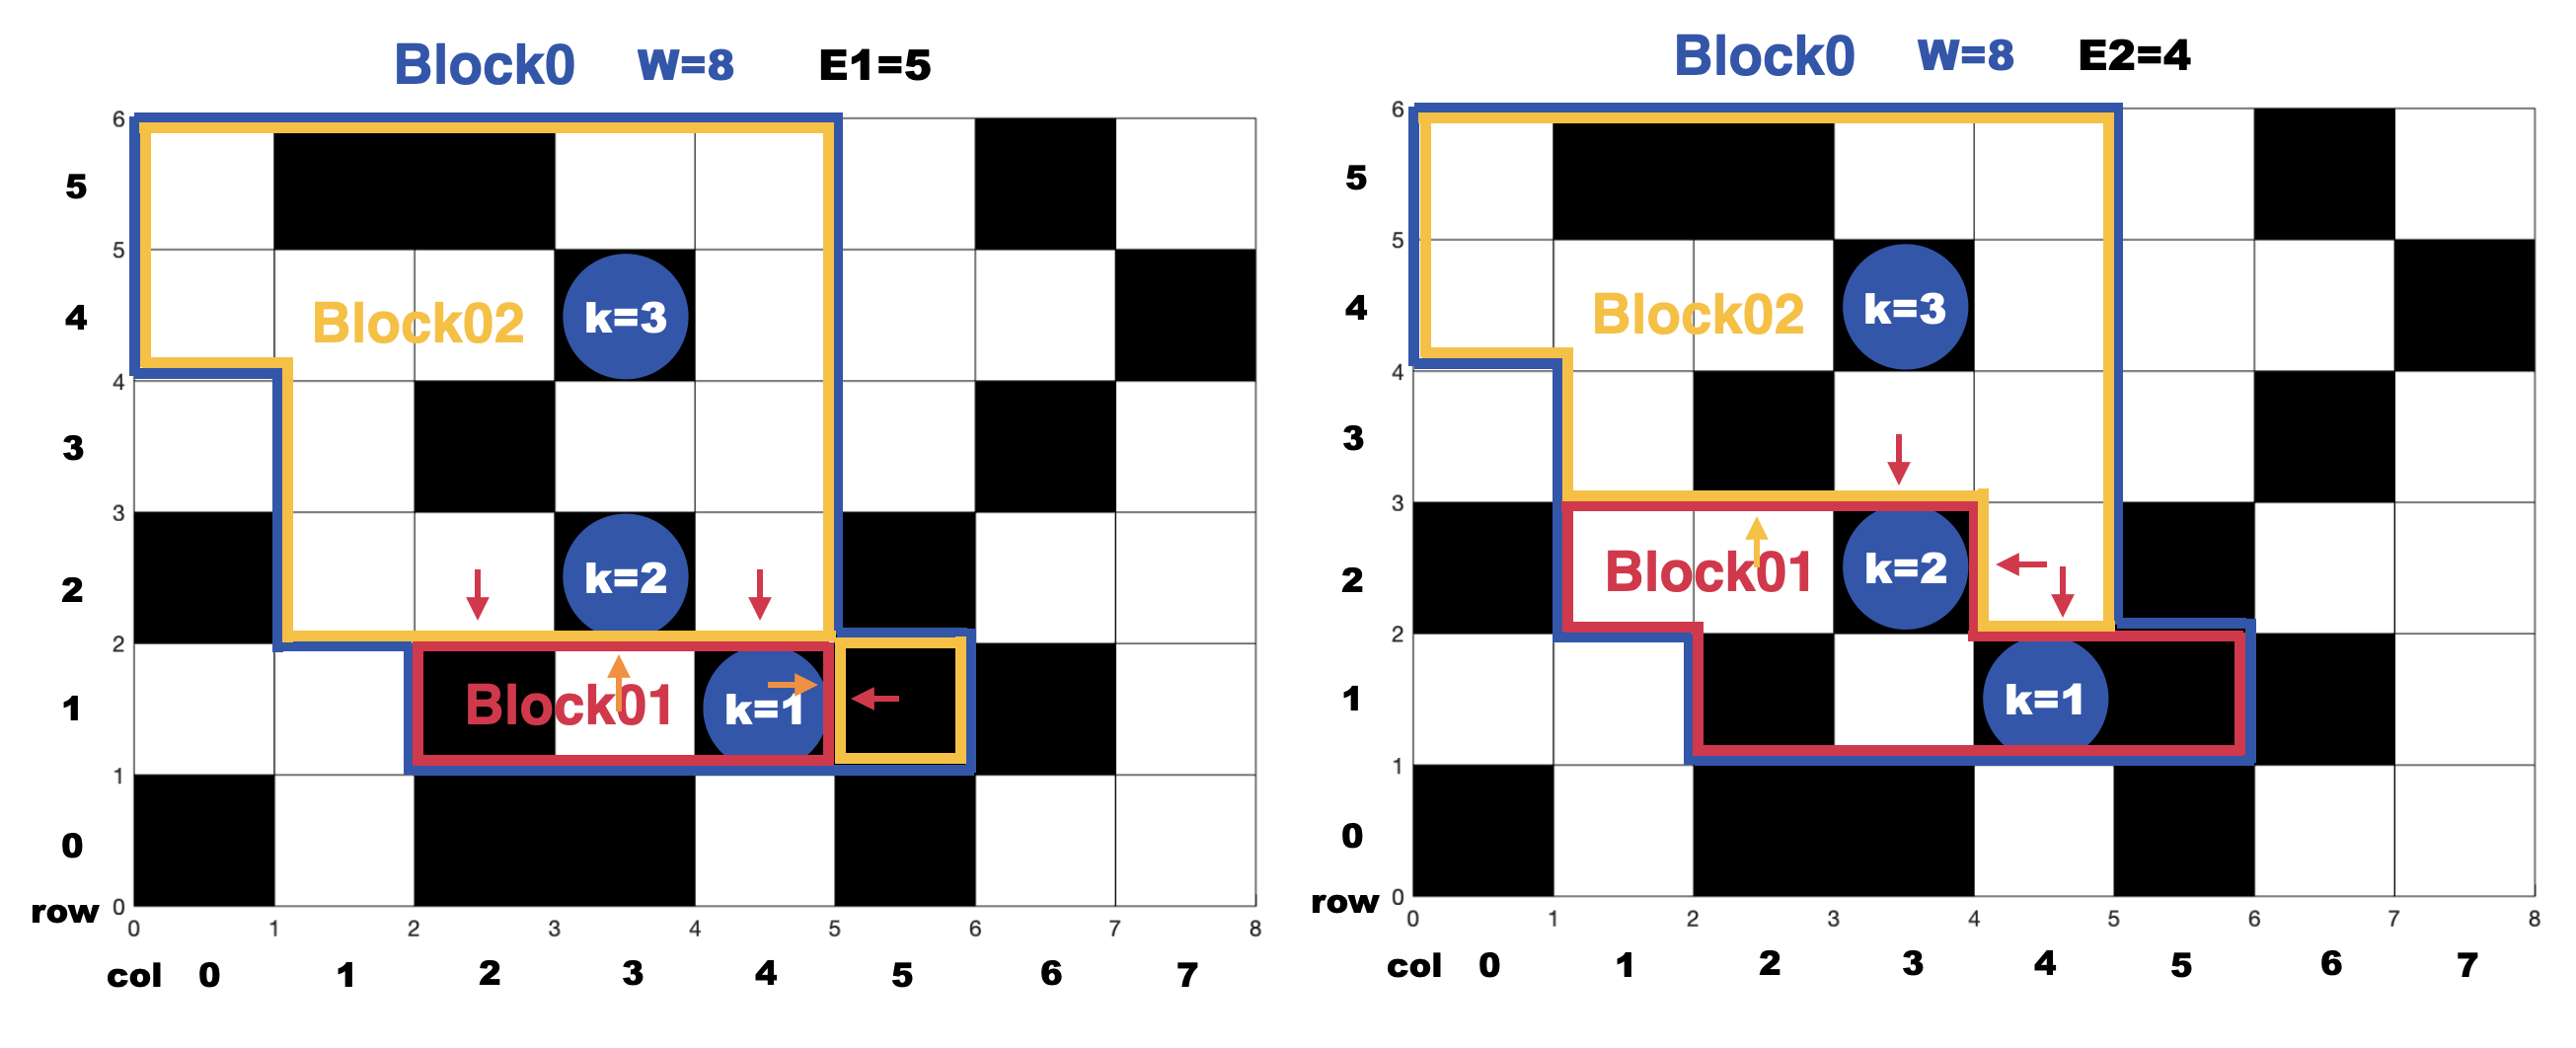 Block0 W=8 E1=5
6
5
5
4 Block02 k=3
4
3
3
2 k=2
2
1 Block01 k=1
1
0
row 0
0 1 2 3 4 5 6 7 8
col 0 1 2 3 4 5 6 7
Block0 W=8 E2=4
6
5
5
4 Block02 k=3
4
3
3
2 Block01 k=2
2
1 k=1
1
0
row 0
0 1 2 3 4 5 6 7 8
col 0 1 2 3 4 5 6 7